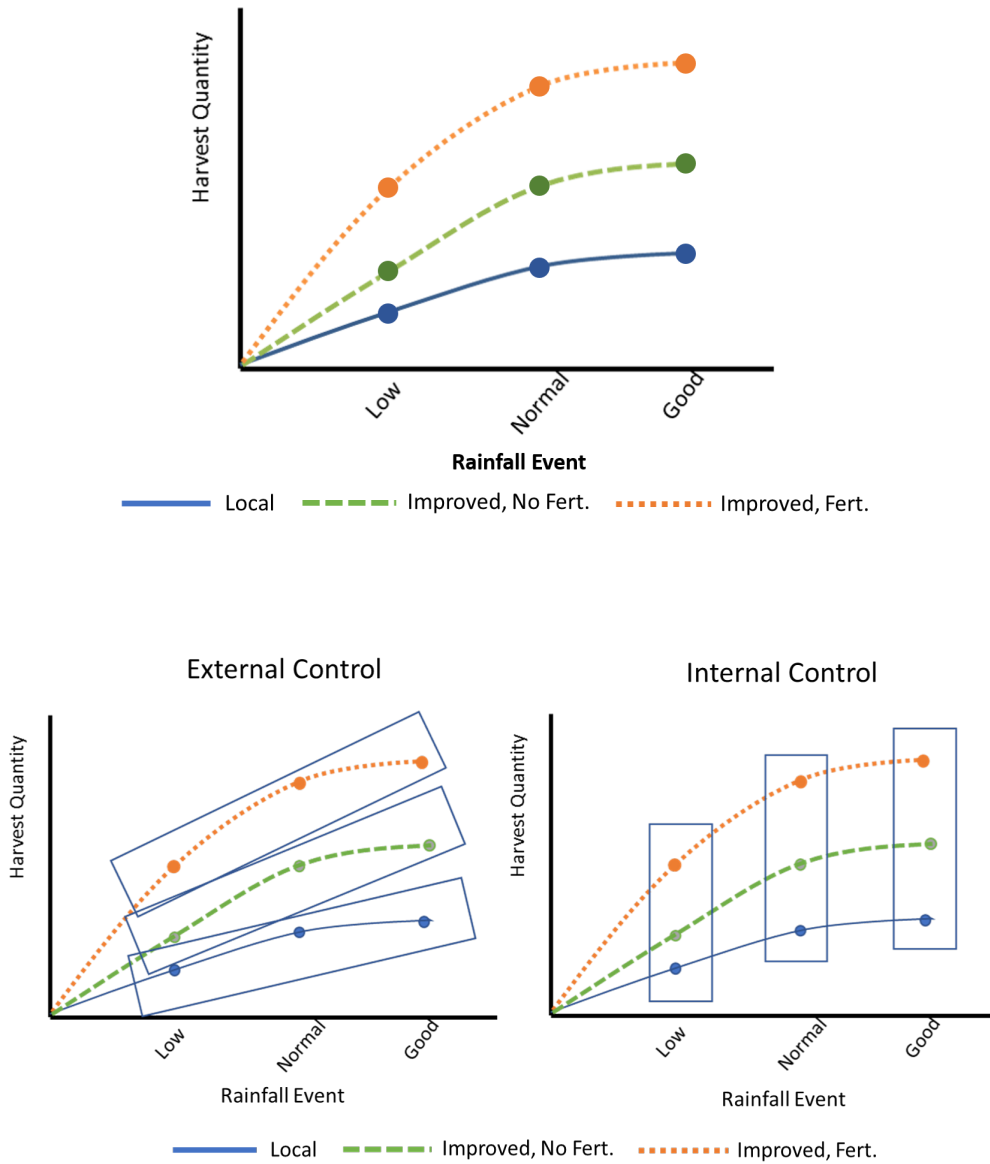 Harvest Quantity
Low
Normal
Good
Rainfall Event
Local
Improved, No Fert.
Improved, Fert.
External Control
Harvest Quantity
Low
Normal
Good
Rainfall Event
Internal Control
Harvest Quantity
Low
Normal
Good
Rainfall Event
Local
Improved, No Fert.
Improved, Fert.